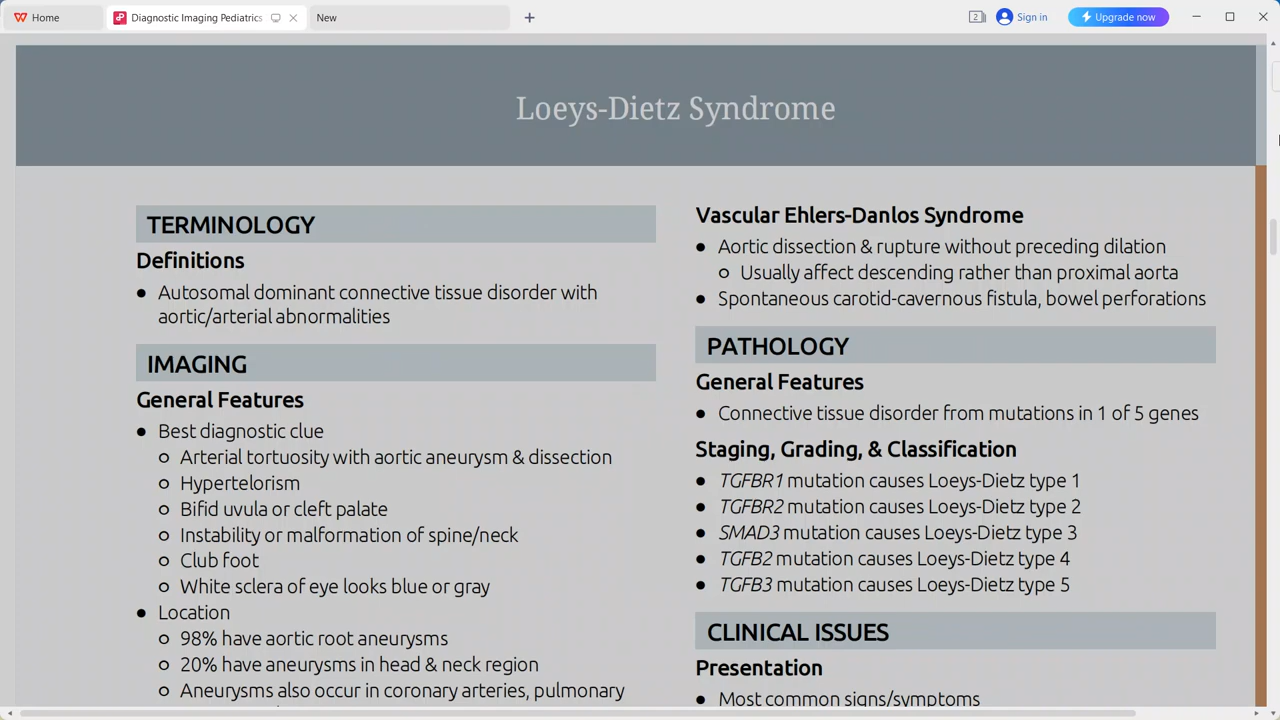 Home
Diagnostic Imaging Pediatrics
New
2
Sign in
Upgrade now
Loeys-Dietz Syndrome
TERMINOLOGY
Definitions
● Autosomal dominant connective tissue disorder with
aortic/arterial abnormalities
IMAGING
General Features
● Best diagnostic clue
○ Arterial tortuosity with aortic aneurysm & dissection
○ Hypertelorism
○ Bifid uvula or cleft palate
○ Instability or malformation of spine/neck
○ Club foot
○ White sclera of eye looks blue or gray
● Location
○ 98% have aortic root aneurysms
○ 20% have aneurysms in head & neck region
○ Aneurysms also occur in coronary arteries, pulmonary
Vascular Ehlers-Danlos Syndrome
● Aortic dissection & rupture without preceding dilation
○ Usually affect descending rather than proximal aorta
● Spontaneous carotid-cavernous fistula, bowel perforations
PATHOLOGY
General Features
● Connective tissue disorder from mutations in 1 of 5 genes
Staging, Grading, & Classification
● TGFBR1 mutation causes Loeys-Dietz type 1
● TGFBR2 mutation causes Loeys-Dietz type 2
● SMAD3 mutation causes Loeys-Dietz type 3
● TGFB2 mutation causes Loeys-Dietz type 4
● TGFB3 mutation causes Loeys-Dietz type 5
CLINICAL ISSUES
Presentation
● Most common signs/symptoms